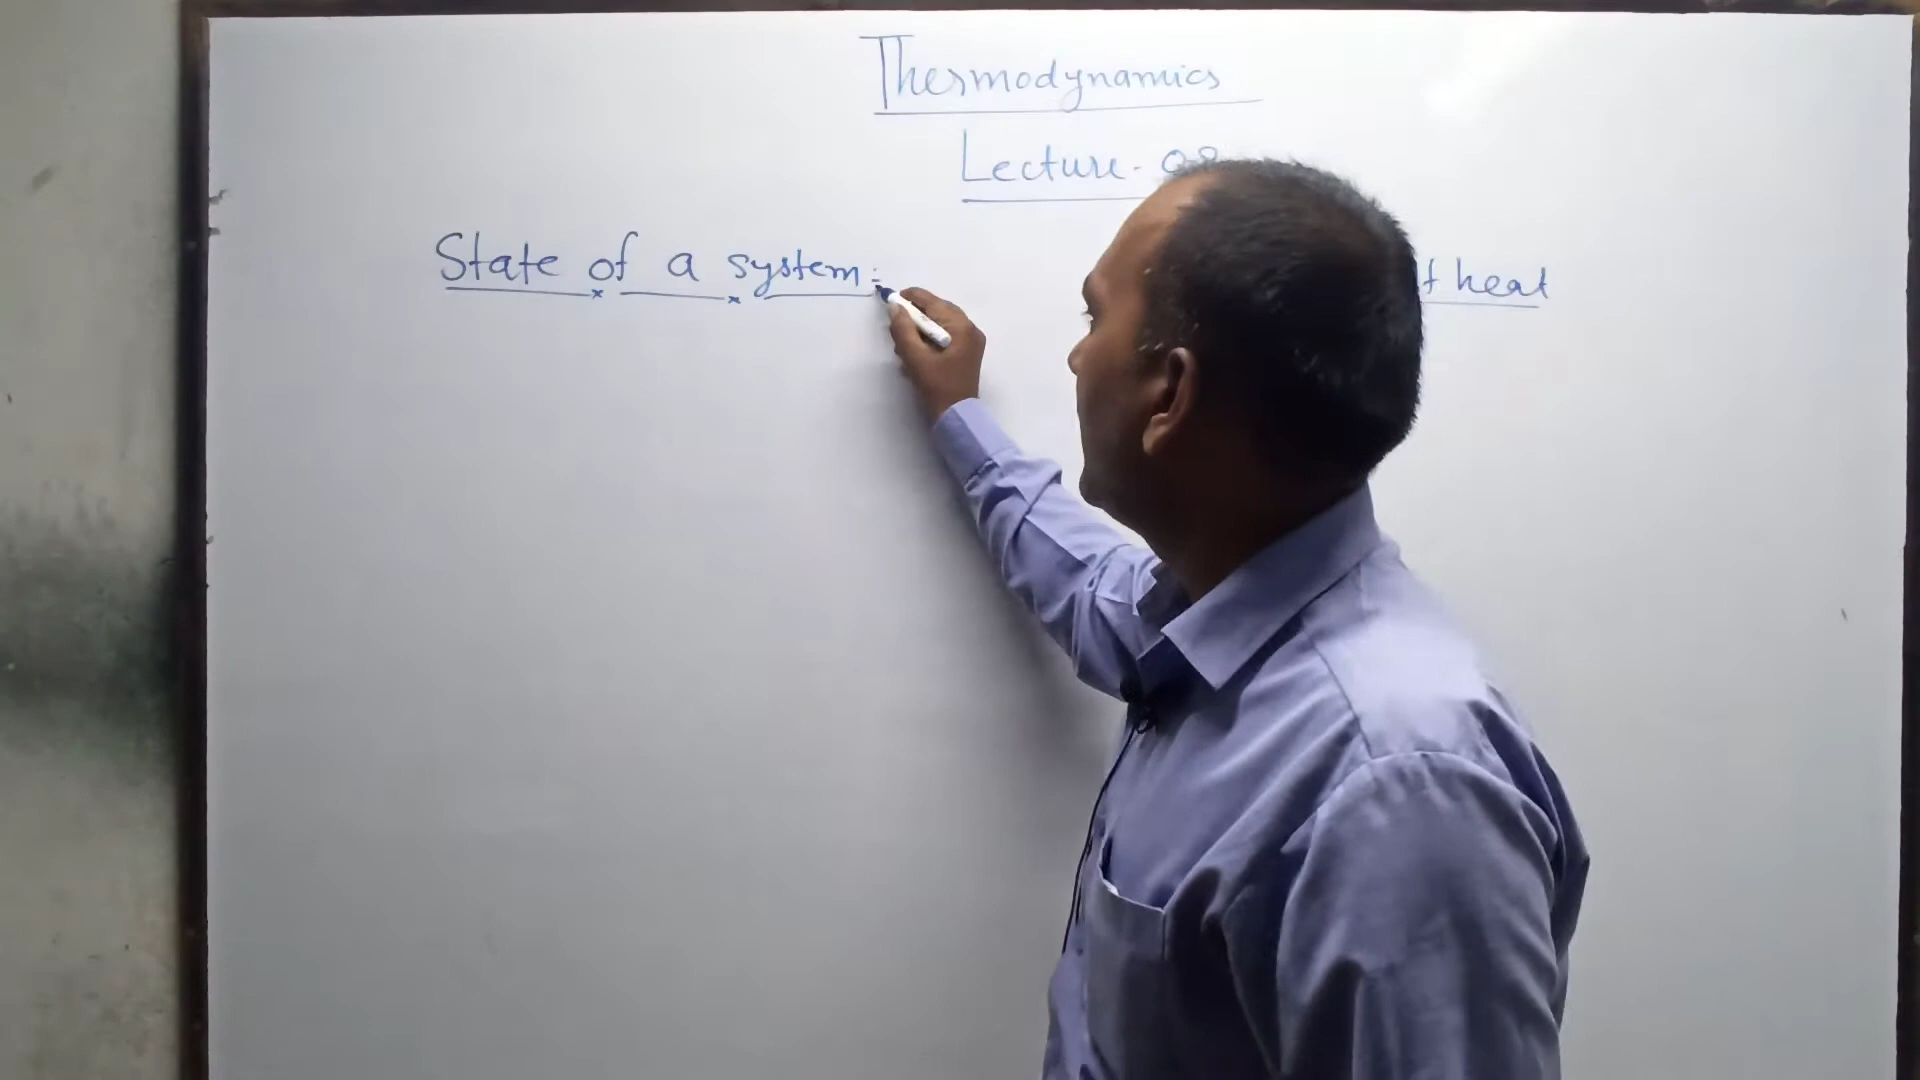 Thermodynamics
Lecture-
State of a system:-
heat